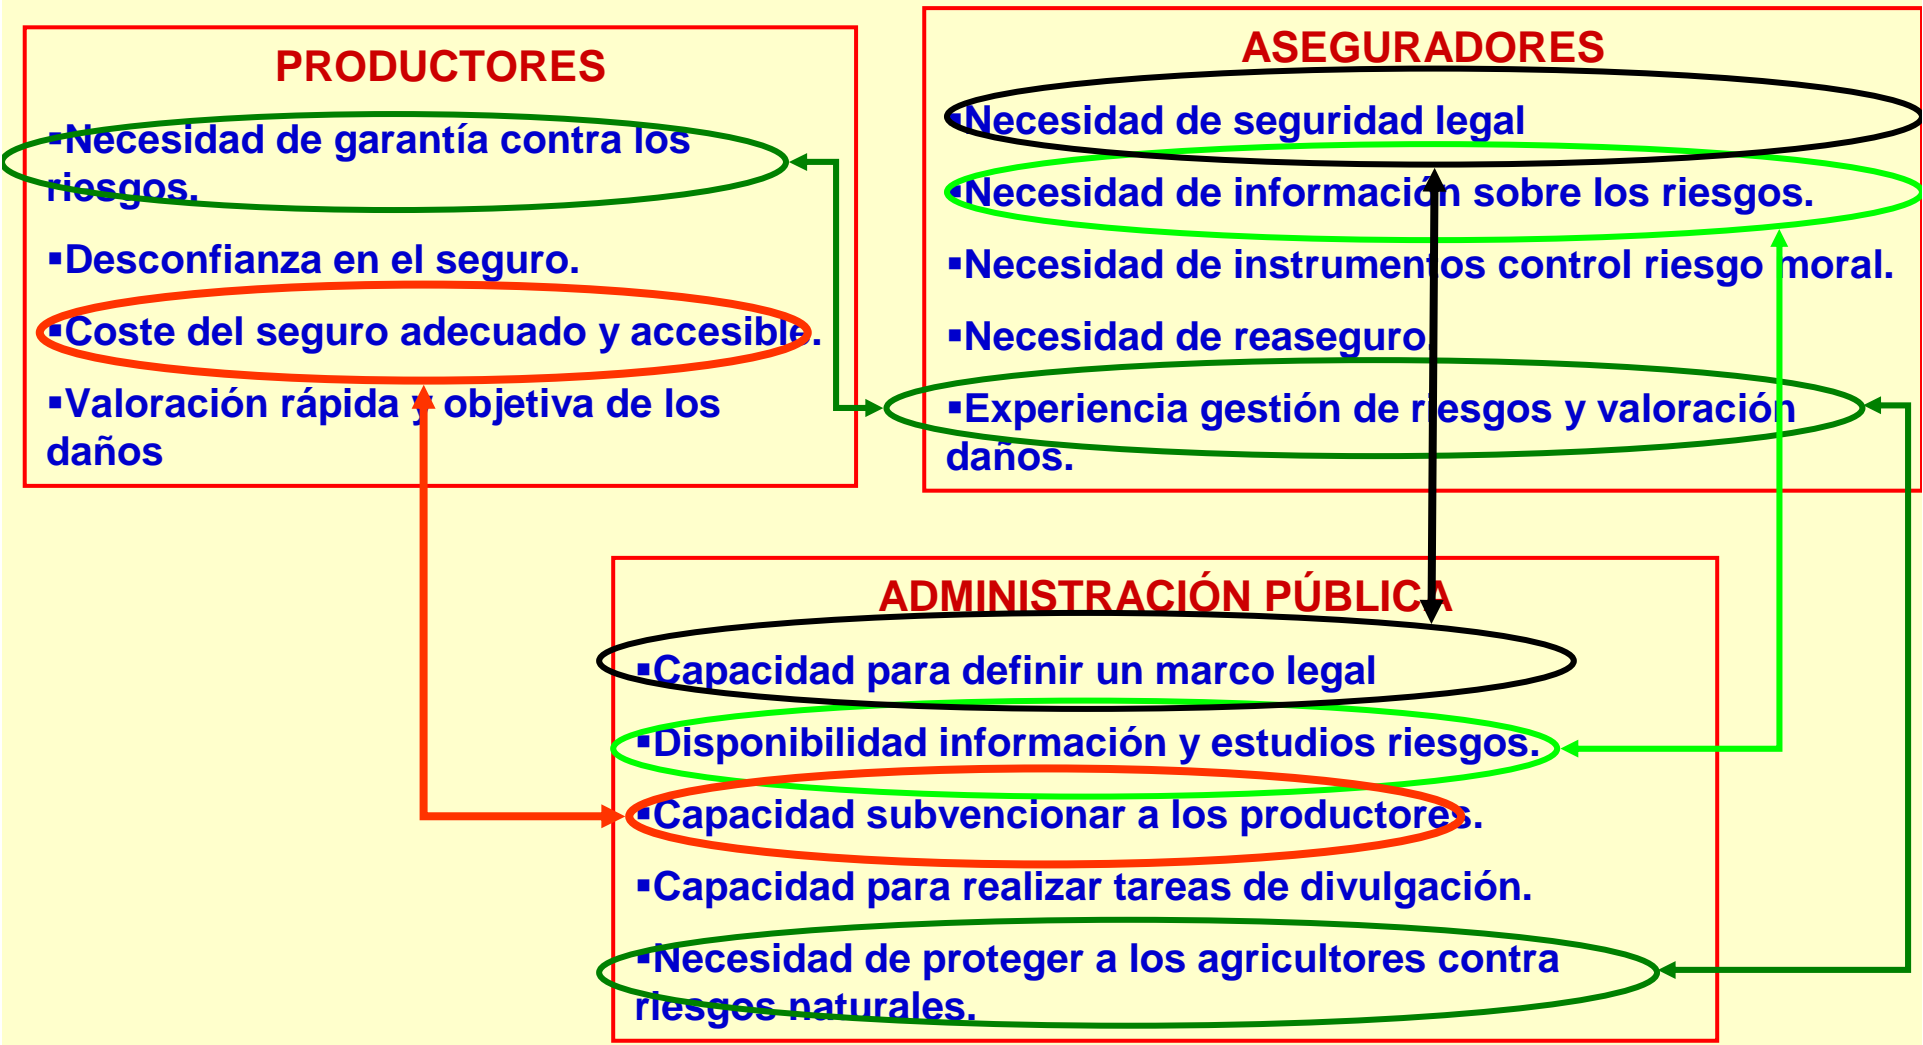 PRODUCTORES
▪Necesidad de garantía contra los
riesgos.
▪Desconfianza en el seguro.
▪Coste del seguro adecuado y accesible.
▪Valoración rápida y objetiva de los
daños
ASEGURADORES
▪Necesidad de seguridad legal
▪Necesidad de información sobre los riesgos.
▪Necesidad de instrumentos control riesgo moral.
▪Necesidad de reaseguro.
▪Experiencia gestión de riesgos y valoración
daños.
ADMINISTRACIÓN PÚBLICA
▪Capacidad para definir un marco legal
▪Disponibilidad información y estudios riesgos.
▪Capacidad subvencionar a los productores.
▪Capacidad para realizar tareas de divulgación.
▪Necesidad de proteger a los agricultores contra
riesgos naturales.